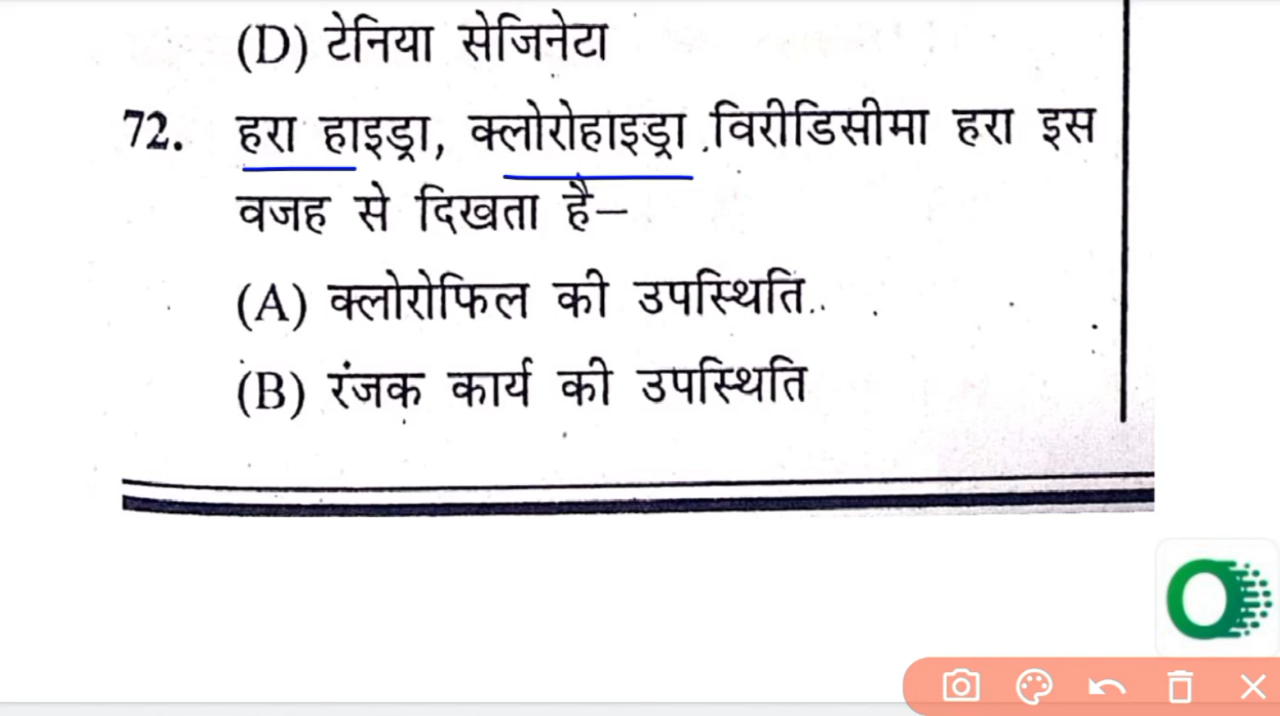 (D) टेनिया सेजिनेटा
72. हरा हाइड्रा, क्लोरोहाइड्रा विरीडिसीमा हरा इस
वजह से दिखता है–
(A) क्लोरोफिल की उपस्थिति
(B) रंजक कार्य की उपस्थिति